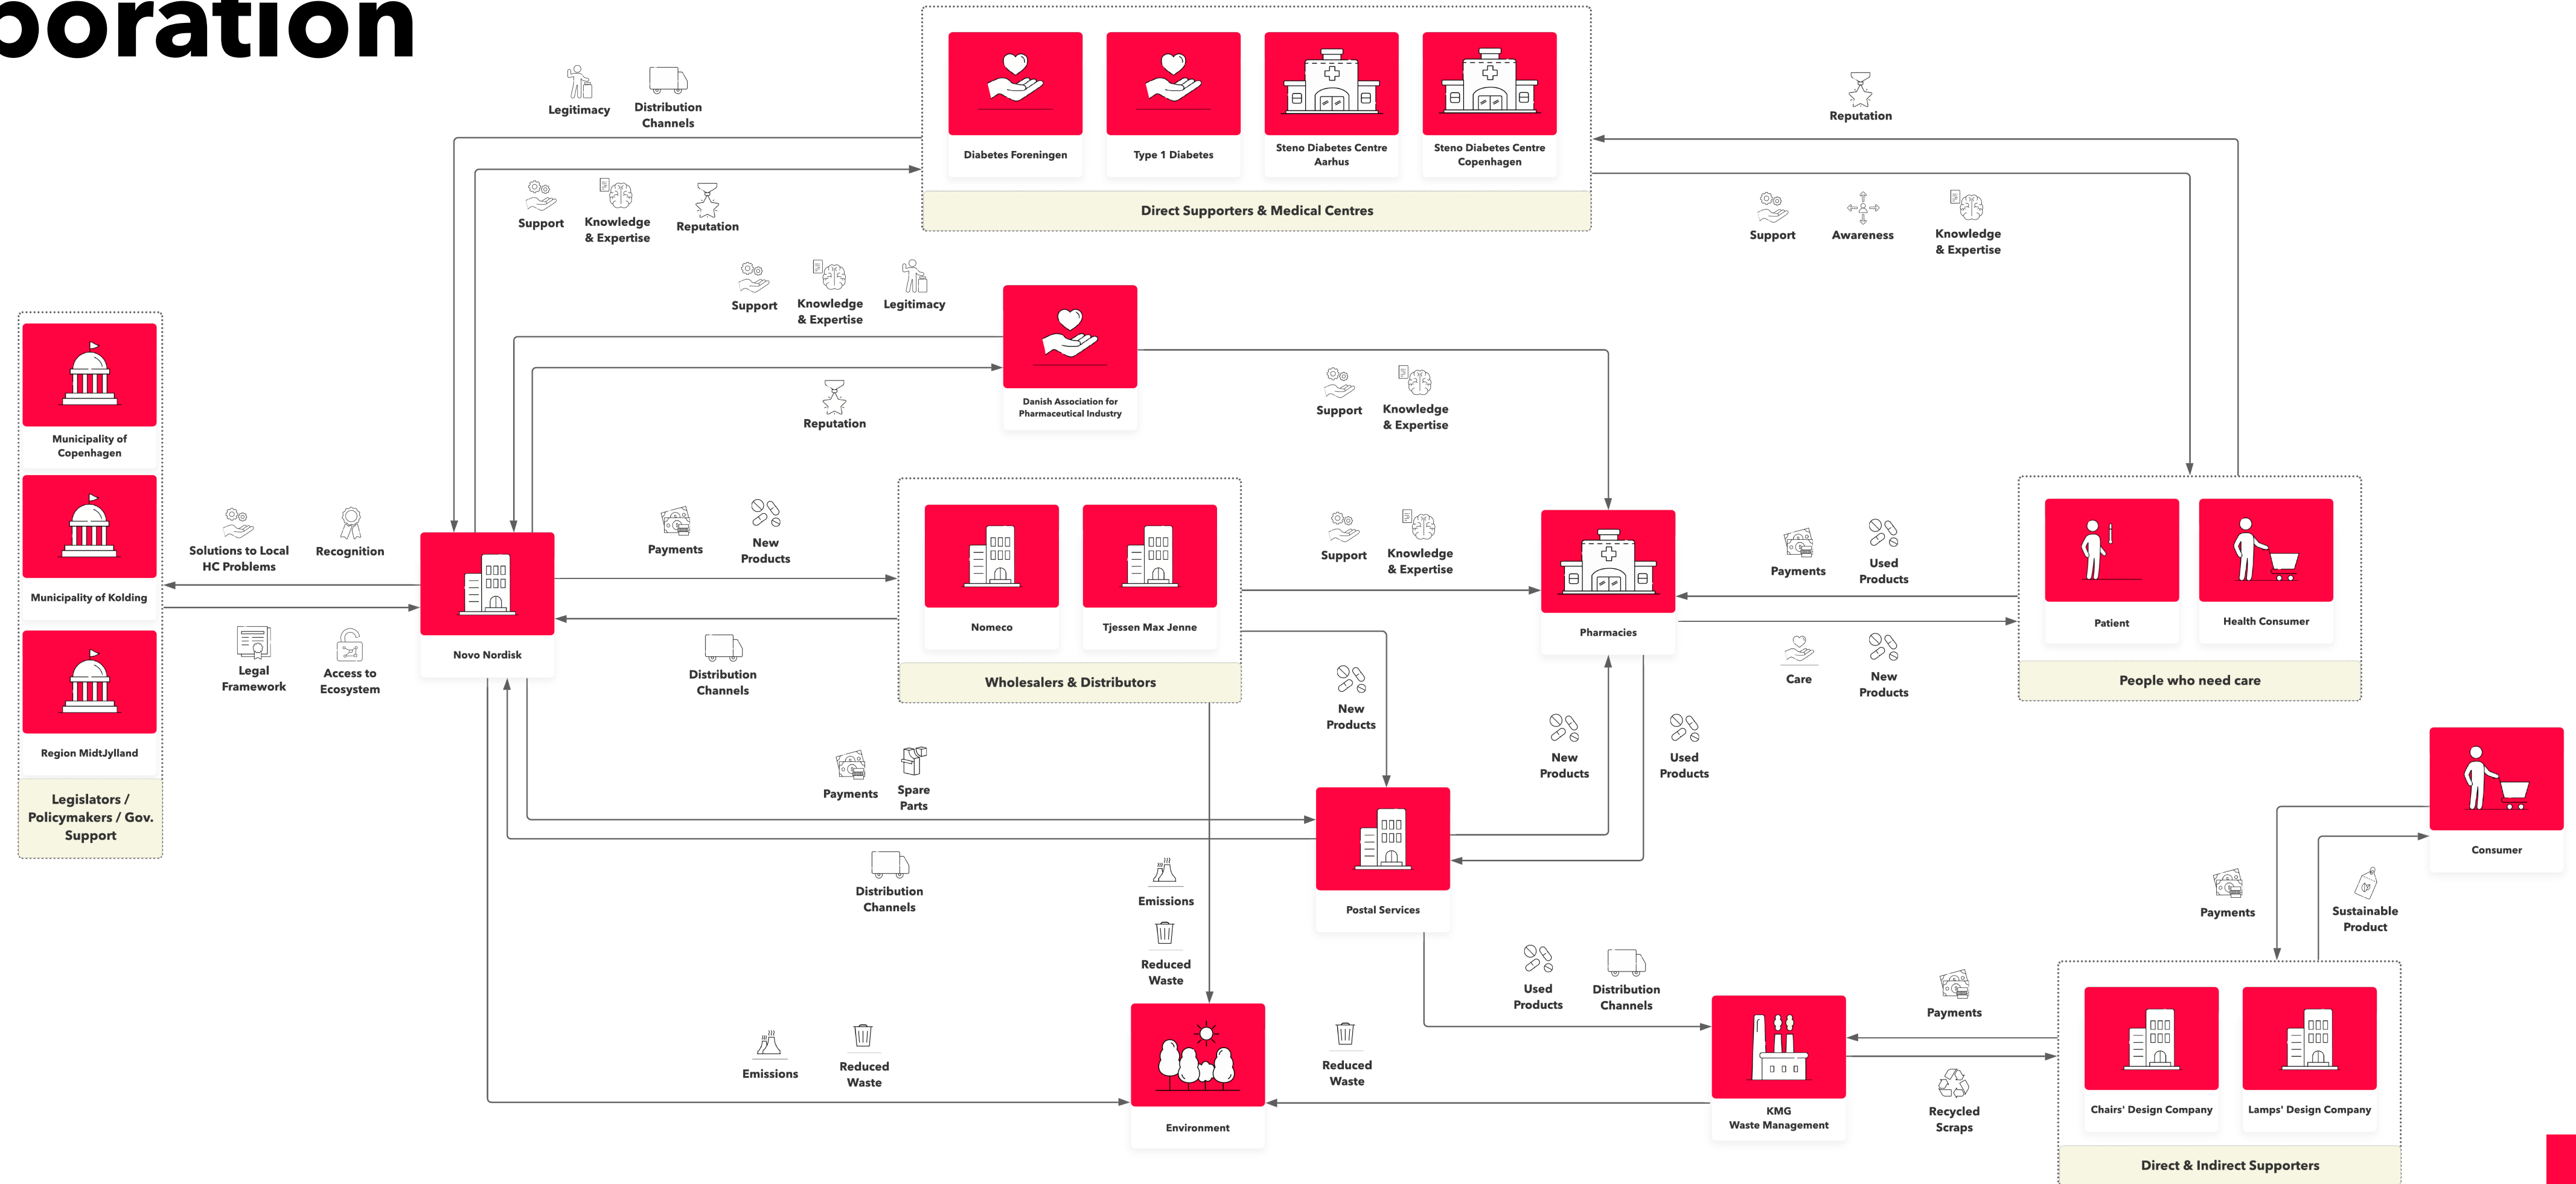 poration
Legitimacy
Distribution
Channels
Diabetes Foreningen
Type 1 Diabetes
Steno Diabetes Centre
Aarhus
Steno Diabetes Centre
Copenhagen
Direct Supporters & Medical Centres
Reputation
Support
Knowledge
& Expertise
Reputation
Support
Awareness
Knowledge
& Expertise
Support
Knowledge
& Expertise
Legitimacy
Danish Association for
Pharmaceutical Industry
Reputation
Support
Knowledge
& Expertise
Municipality of
Copenhagen
Municipality of Kolding
Region MidtJylland
Legislators /
Policymakers / Gov.
Support
Solutions to Local
HC Problems
Recognition
Legal
Framework
Access to
Ecosystem
Novo Nordisk
Payments
New
Products
Distribution
Channels
Nomeco
Tjessen Max Jenne
Wholesalers & Distributors
Support
Knowledge
& Expertise
Pharmacies
Payments
Used
Products
Care
New
Products
Patient
Health Consumer
People who need care
New
Products
New
Products
Used
Products
Payments
Spare
Parts
Distribution
Channels
Postal Services
Emissions
Reduced
Waste
Consumer
Payments
Sustainable
Product
Used
Products
Distribution
Channels
Emissions
Reduced
Waste
Environment
Reduced
Waste
KMG
Waste Management
Payments
Recycled
Scraps
Chairs' Design Company
Lamps' Design Company
Direct & Indirect Supporters